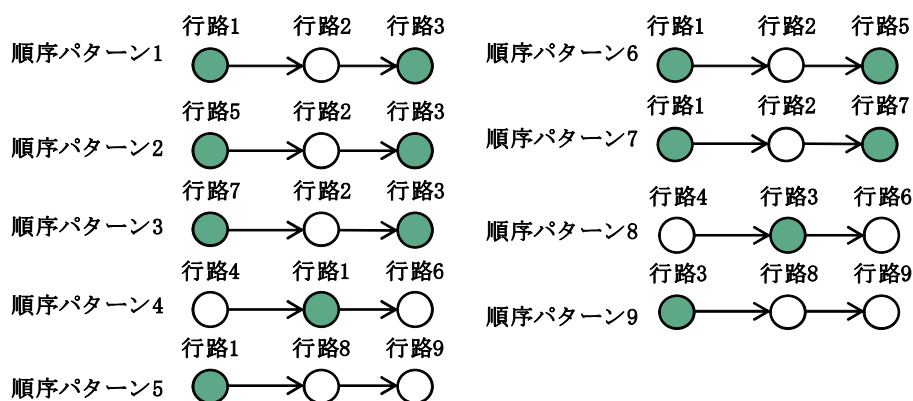 行路1 行路2 行路3
順序パターン1
行路5 行路2 行路3
順序パターン2
行路7 行路2 行路3
順序パターン3
行路4 行路1 行路6
順序パターン4
行路1 行路8 行路9
順序パターン5
行路1 行路2 行路5
順序パターン6
行路1 行路2 行路7
順序パターン7
行路4 行路3 行路6
順序パターン8
行路3 行路8 行路9
順序パターン9